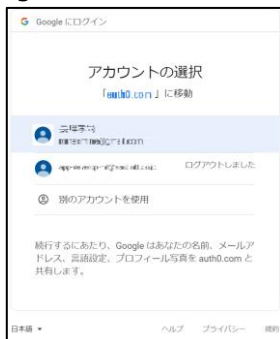 Google にログイン
アカウントの選択
「auth0.com」に移動
ログアウトしました
別のアカウントを使用
続行するにあたり、Google はあなたの名前、メールア
ドレス、言語設定、プロフィール写真を auth0.com と
共有します。
日本語 ヘルプ プライバシー 規約